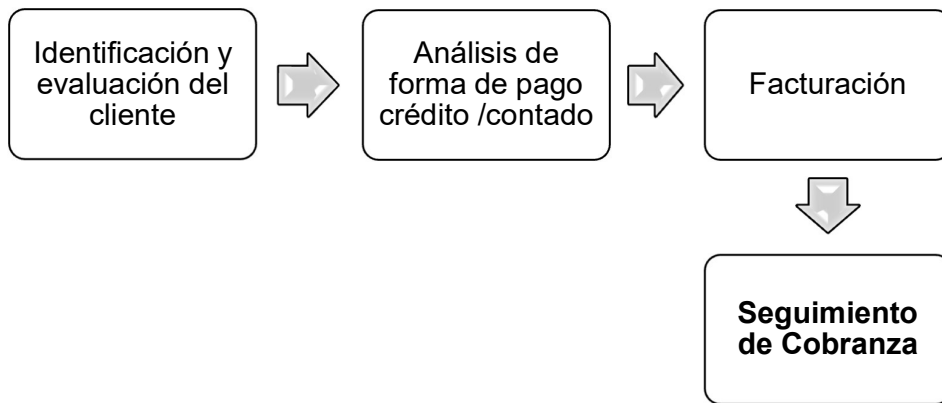 Identificación y
evaluación del
cliente
Análisis de
forma de pago
crédito /contado
Facturación
Seguimiento
de Cobranza